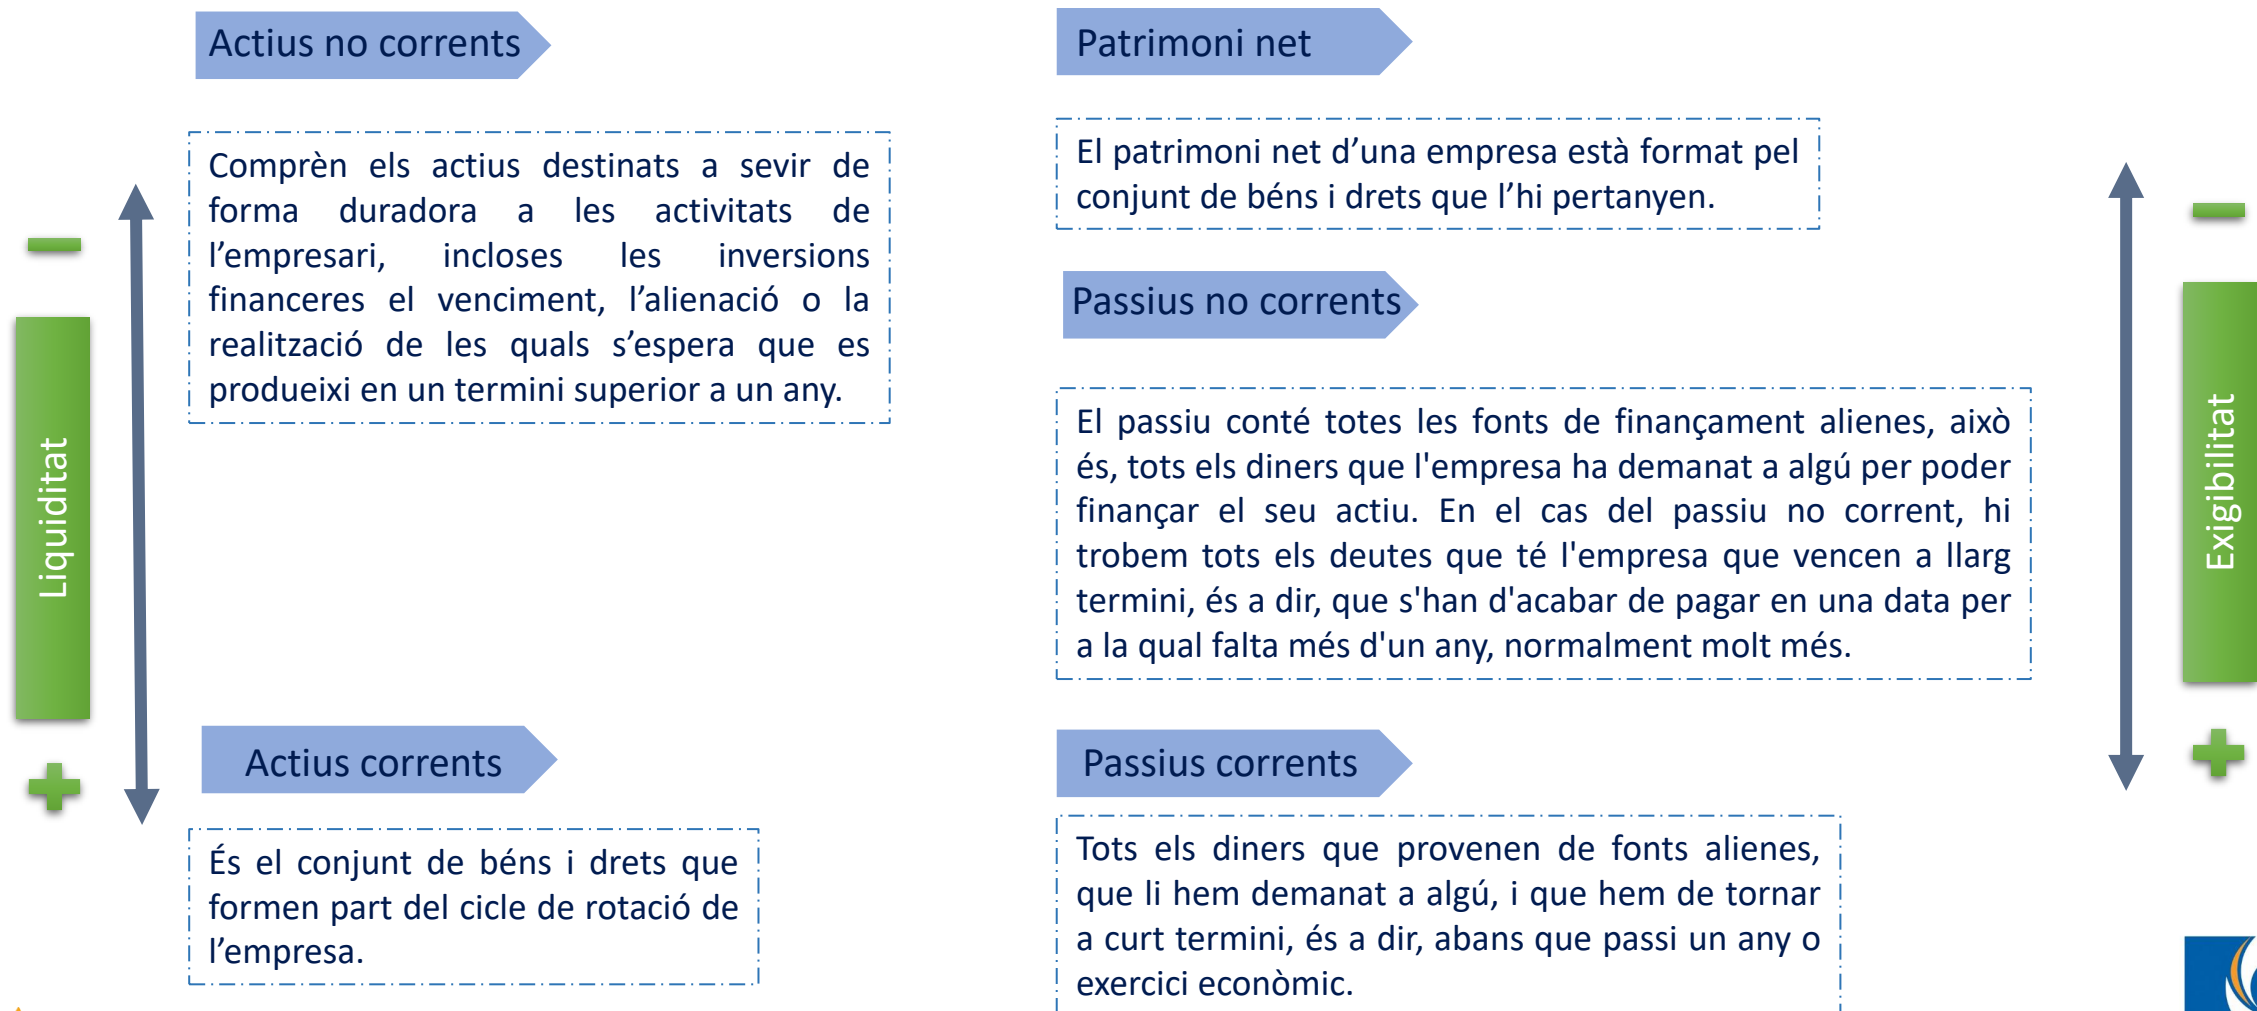 Actius no corrents
Comprèn els actius destinats a sevir de
forma duradora a les activitats de
l’empresari, incloses les inversions
financeres el venciment, l’alienació o la
realització de les quals s’espera que es
produeixi en un termini superior a un any.
Liquiditat
Actius corrents
És el conjunt de béns i drets que
formen part del cicle de rotació de
l’empresa.
Patrimoni net
El patrimoni net d’una empresa està format pel
conjunt de béns i drets que l’hi pertanyen.
Passius no corrents
El passiu conté totes les fonts de finançament alienes, això
és, tots els diners que l'empresa ha demanat a algú per poder
finançar el seu actiu. En el cas del passiu no corrent, hi
trobem tots els deutes que té l'empresa que vencen a llarg
termini, és a dir, que s'han d'acabar de pagar en una data per
a la qual falta més d'un any, normalment molt més.
Passius corrents
Tots els diners que provenen de fonts alienes,
que li hem demanat a algú, i que hem de tornar
a curt termini, és a dir, abans que passi un any o
exercici econòmic.
Exigibilitat